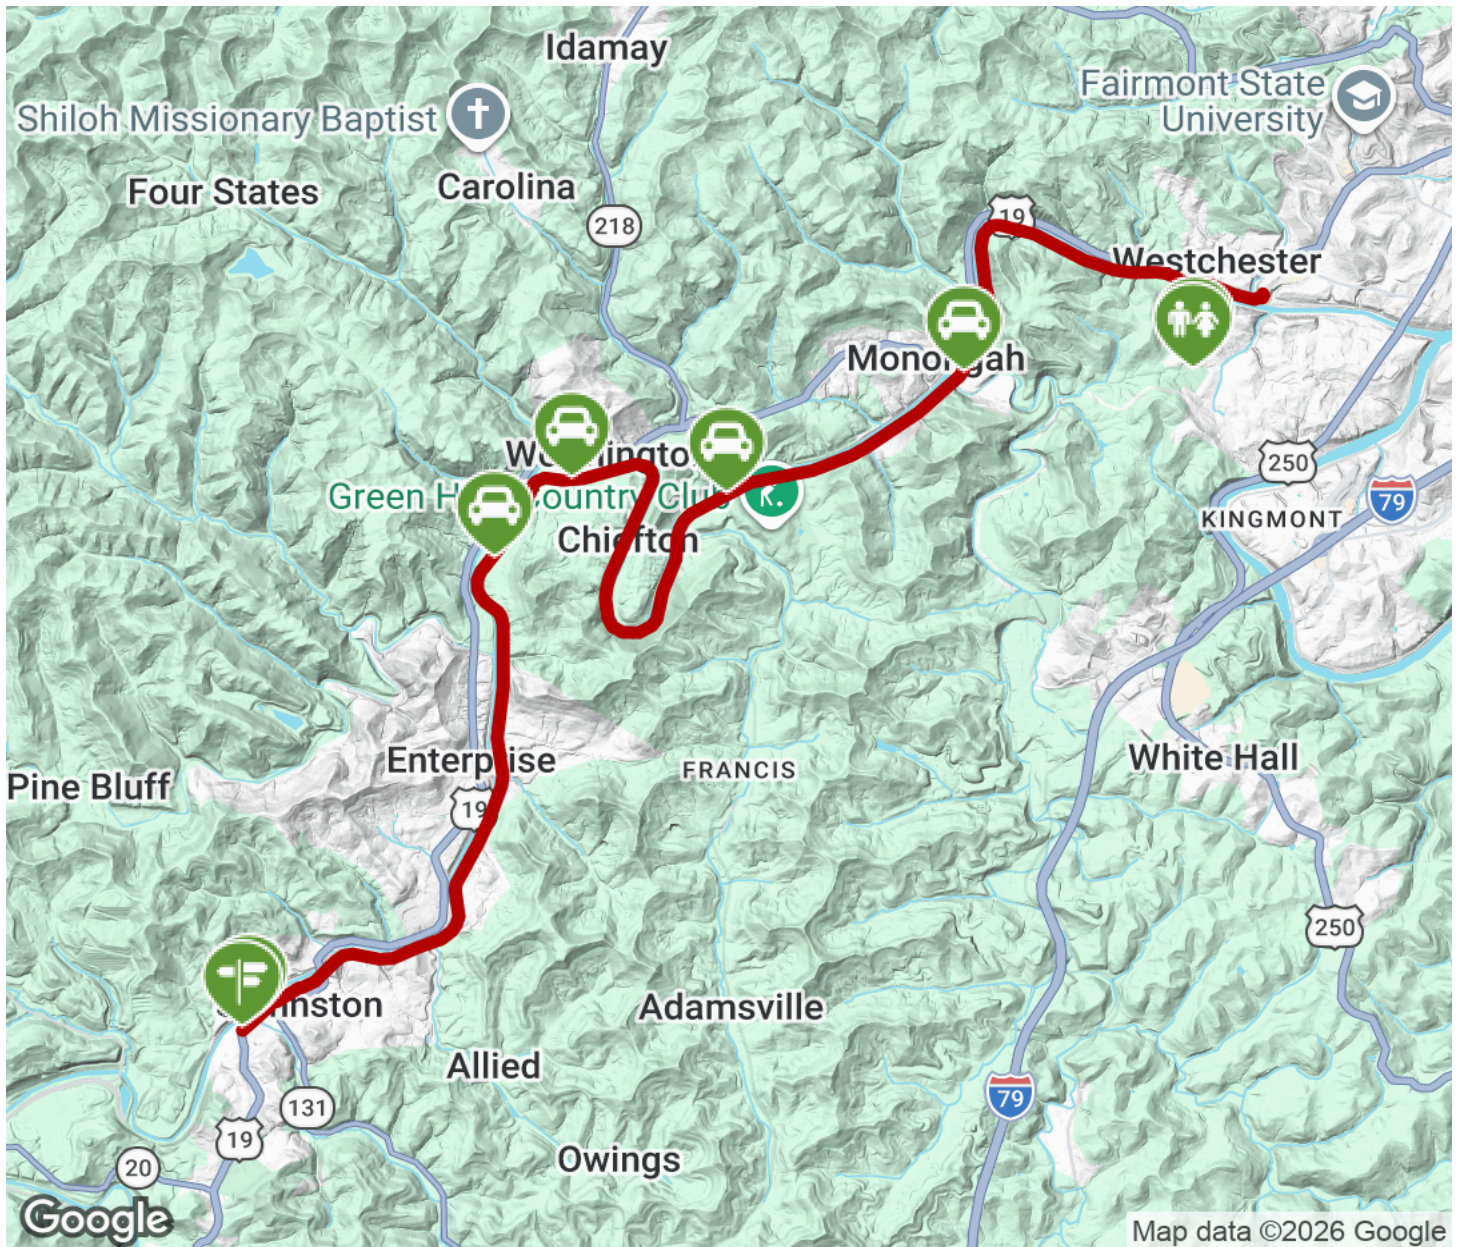 Idamay
Fairmont State
University
Shiloh Missionary Baptist
Four States
Carolina
218
19
Westchester
Monongah
250
79
Green H Country Club
KINGMONT
Chiefton
Enterprise
FRANCIS
White Hall
Pine Bluff
19
250
Adamsville
Allied
79
131
19
20
Owings
Google
Map data ©2026 Google